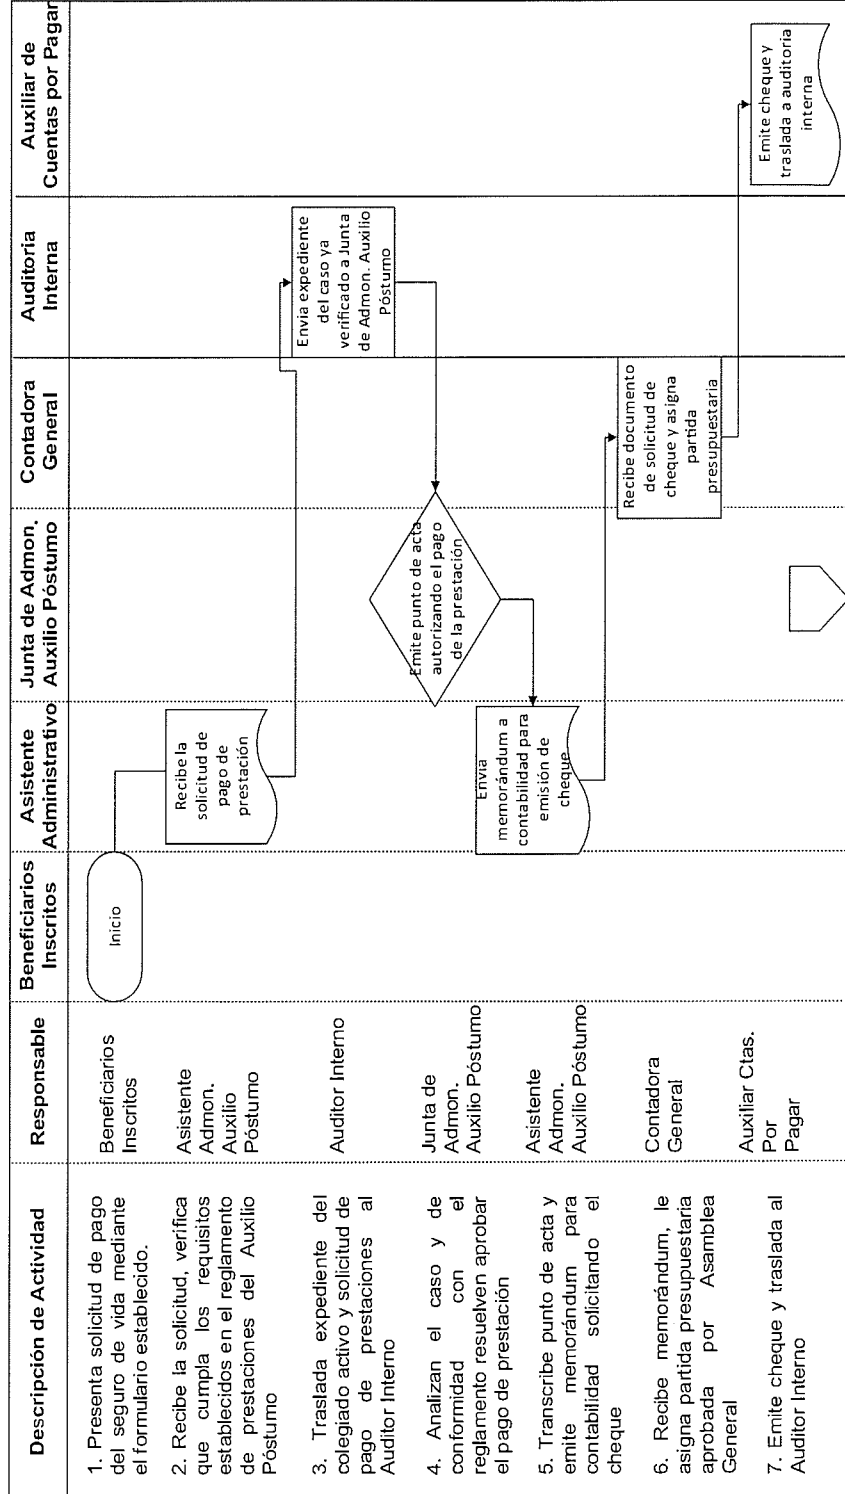 Descripción de Actividad
Responsable
Beneficiarios
Inscritos
Asistente
Administrativo
Junta de Admon.
Auxilio Póstumo
Contadora
General
Auditoria
Interna
Auxiliar de
Cuentas por Pagar
1. Presenta solicitud de pago
del seguro de vida mediante
el formulario establecido.
Beneficiarios
Inscritos
Inicio
2. Recibe la solicitud, verifica
que cumpla los requisitos
establecidos en el reglamento
de prestaciones del Auxilio
Póstumo
Asistente
Admon.
Auxilio
Póstumo
Recibe la
solicitud de
pago de
prestación
3. Traslada expediente del
colegiado activo y solicitud de
pago de prestaciones al
Auditor Interno
Auditor Interno
Envia expediente
del caso ya
verificado a Junta
de Admon. Auxilio
Póstumo
4. Analizan el caso y de
conformidad con el
reglamento resuelven aprobar
el pago de prestación
Junta de
Admon.
Auxilio Póstumo
Emite punto de acta
autorizando el pago
de la prestación
5. Transcribe punto de acta y
emite memorándum para
contabilidad solicitando el
cheque
Asistente
Admon.
Auxilio Póstumo
Envia
memorándum a
contabilidad para
emisión de
cheque
6. Recibe memorándum, le
asigna partida presupuestaria
aprobada por Asamblea
General
Contadora
General
Recibe documento
de solicitud de
cheque y asigna
partida
presupuestaria
7. Emite cheque y traslada al
Auditor Interno
Auxiliar Ctas.
Por
Pagar
Emite cheque y
traslada a auditoria
interna